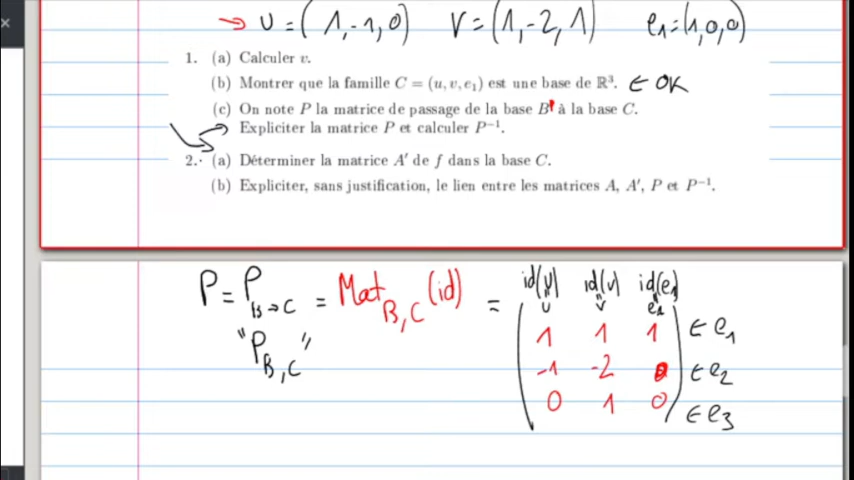 → U = (1, -1, 0) V = (1, -2, 1) e₁ = (1, 0, 0)
1. (a) Calculer v.
(b) Montrer que la famille C = (u, v, e₁) est une base de ℝ³. ∈ OK
(c) On note P la matrice de passage de la base B à la base C.
Expliciter la matrice P et calculer P⁻¹.
2. (a) Déterminer la matrice A′ de f dans la base C.
(b) Expliciter, sans justification, le lien entre les matrices A, A′, P et P⁻¹.
id(u) id(v) id(e₁)
P = P B→C = Mat B,C (id) =
u v e₁
1 1 1 ∈ e₁
"P B,C"
-1 -2 0 ∈ e₂
0 1 0 ∈ e₃